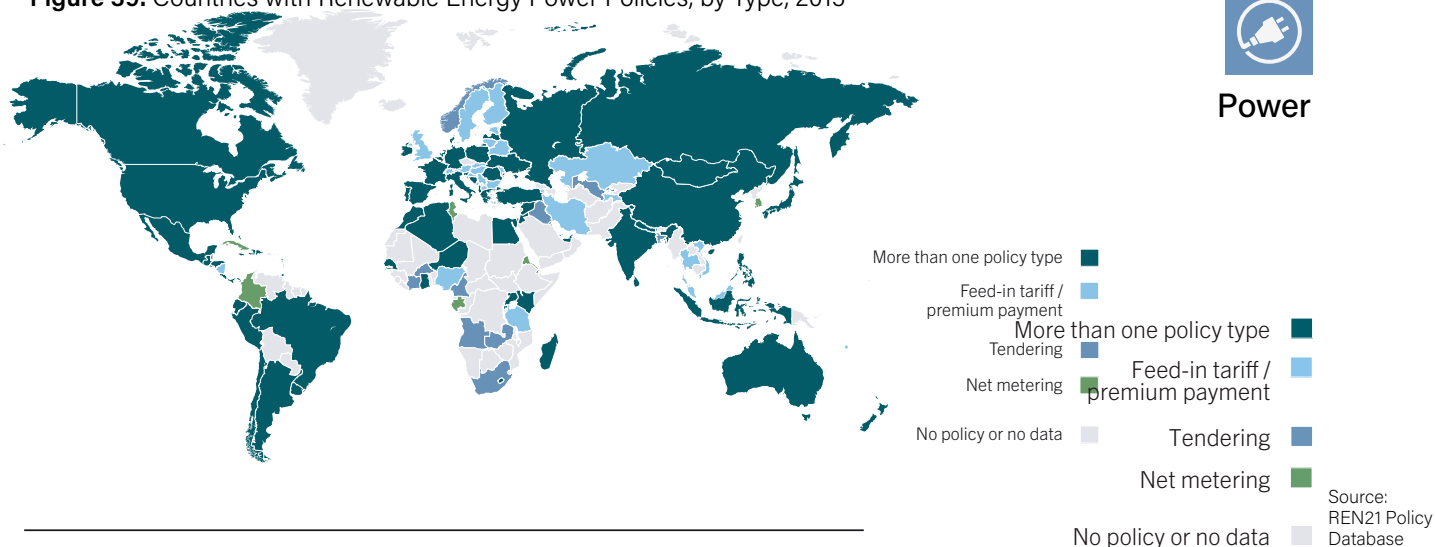 Figure 39. Countries with Renewable Energy Power Policies, by Type, 2015
Power
More than one policy type
Feed-in tariff /
premium payment
Tendering
Net metering
No policy or no data
More than one policy type
Feed-in tariff /
premium payment
Tendering
Net metering
No policy or no data
Source:
REN21 Policy
Database